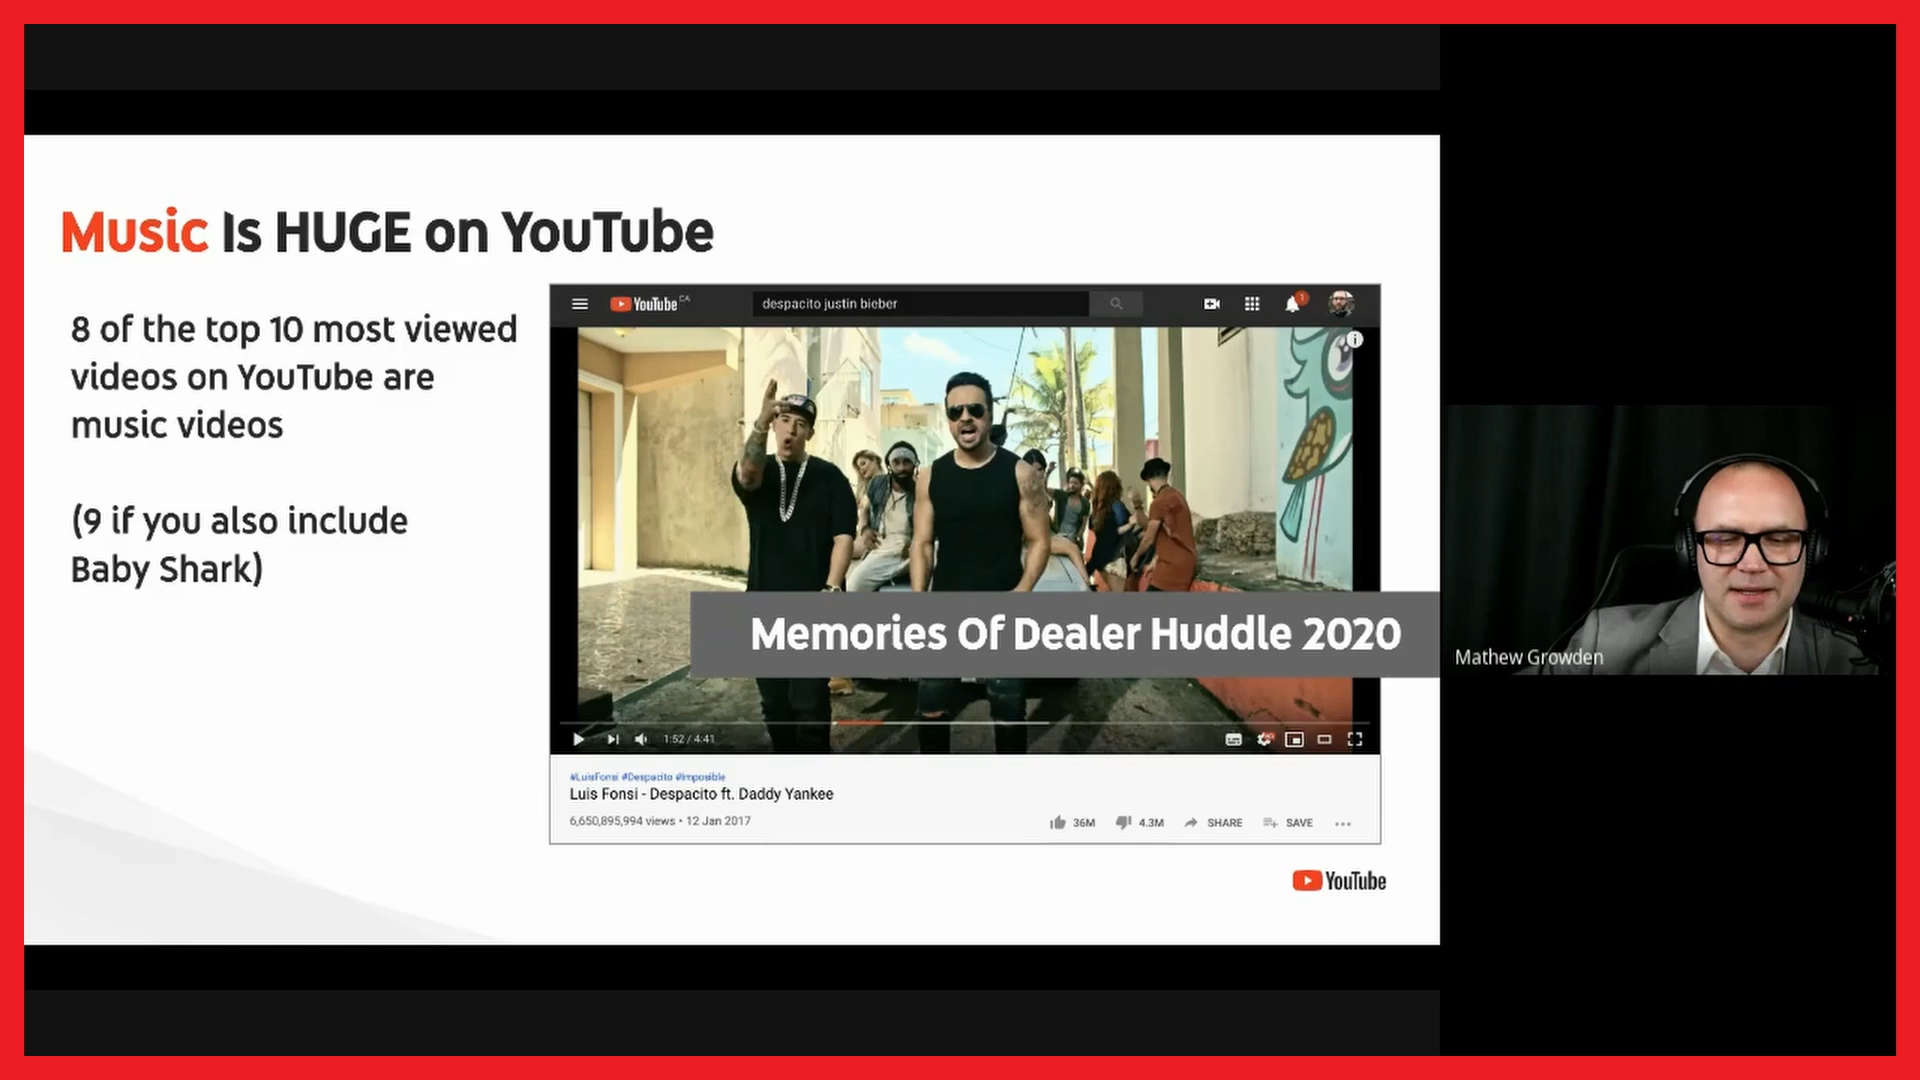 Music Is HUGE on YouTube
8 of the top 10 most viewed
videos on YouTube are
music videos
(9 if you also include
Baby Shark)
YouTube CA
despacito justin bieber
1
Memories Of Dealer Huddle 2020
1:52 / 4:41
#LuisFonsi #Despacito #Imposible
Luis Fonsi - Despacito ft. Daddy Yankee
6,650,895,994 views • 12 Jan 2017
36M 4.3M SHARE SAVE
YouTube
Mathew Growden